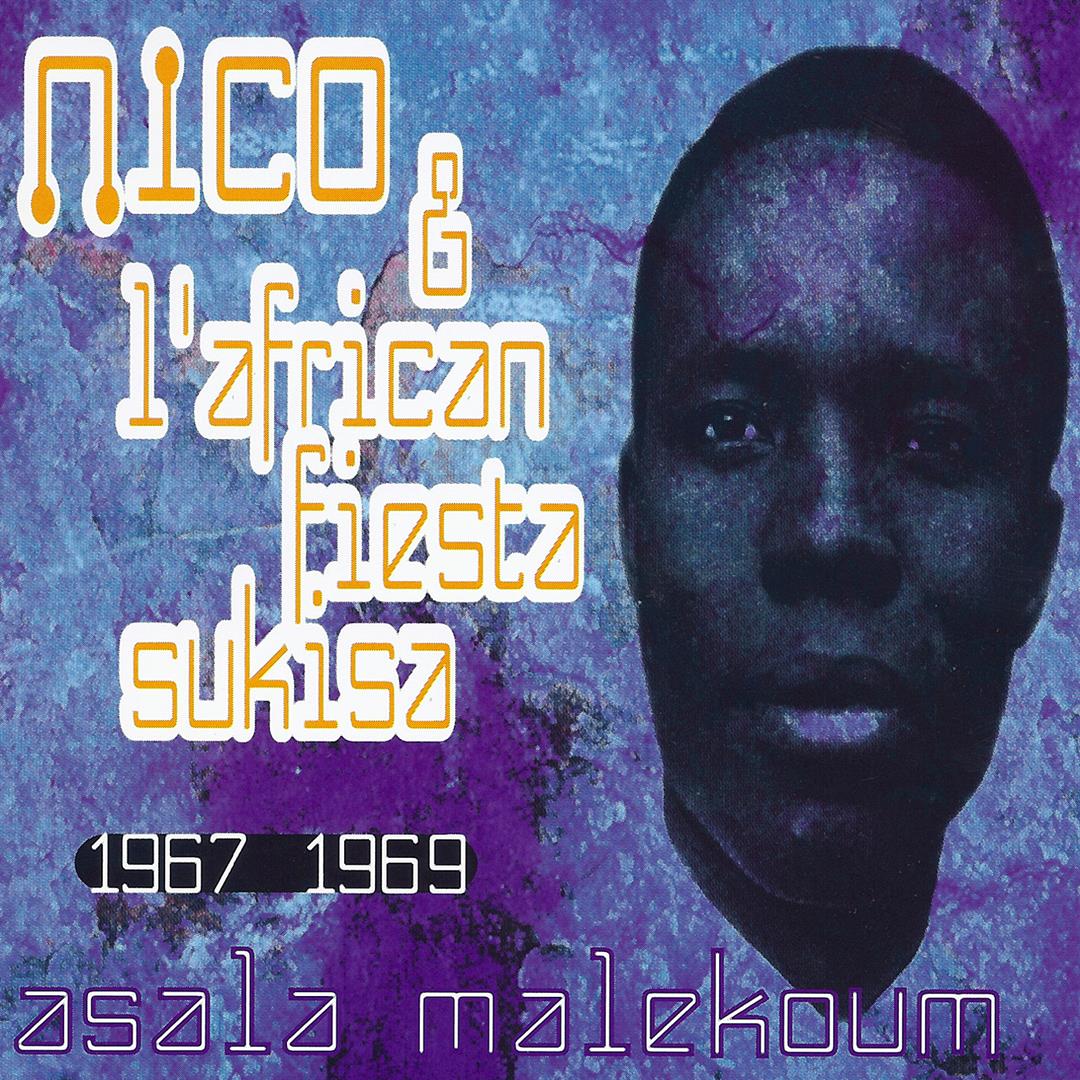 nico
&
l'african
fiesta
sukisa
1967 1969
asala malekoum